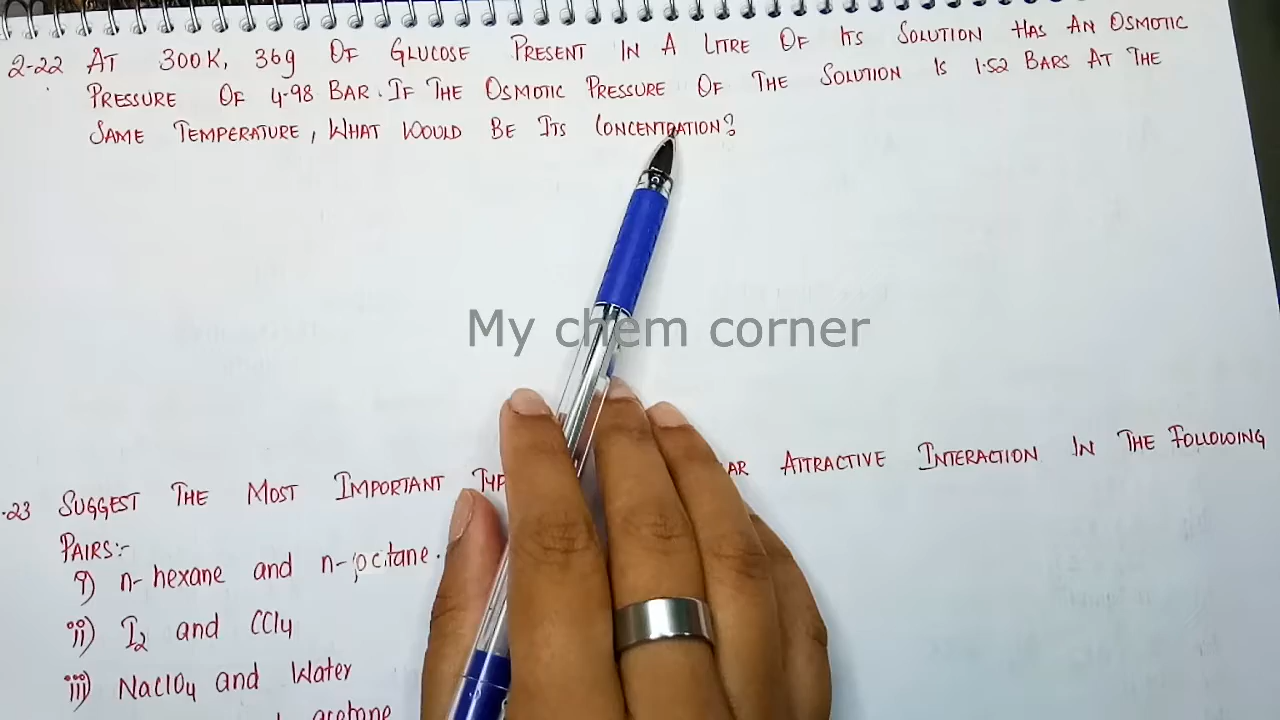 2.22 AT 300K, 36g OF GLUCOSE PRESENT IN A LITRE OF ITS SOLUTION HAS AN OSMOTIC
PRESSURE OF 4.98 BAR. IF THE OSMOTIC PRESSURE OF THE SOLUTION IS 1.52 BARS AT THE
SAME TEMPERATURE, WHAT WOULD BE ITS CONCENTRATION?
My chem corner
.23 SUGGEST THE MOST IMPORTANT TYP AR ATTRACTIVE INTERACTION IN THE FOLLOWING
PAIRS:-
i) n-hexane and n-octane.
ii) I2 and CCl4
iii) NaClO4 and Water
acetone